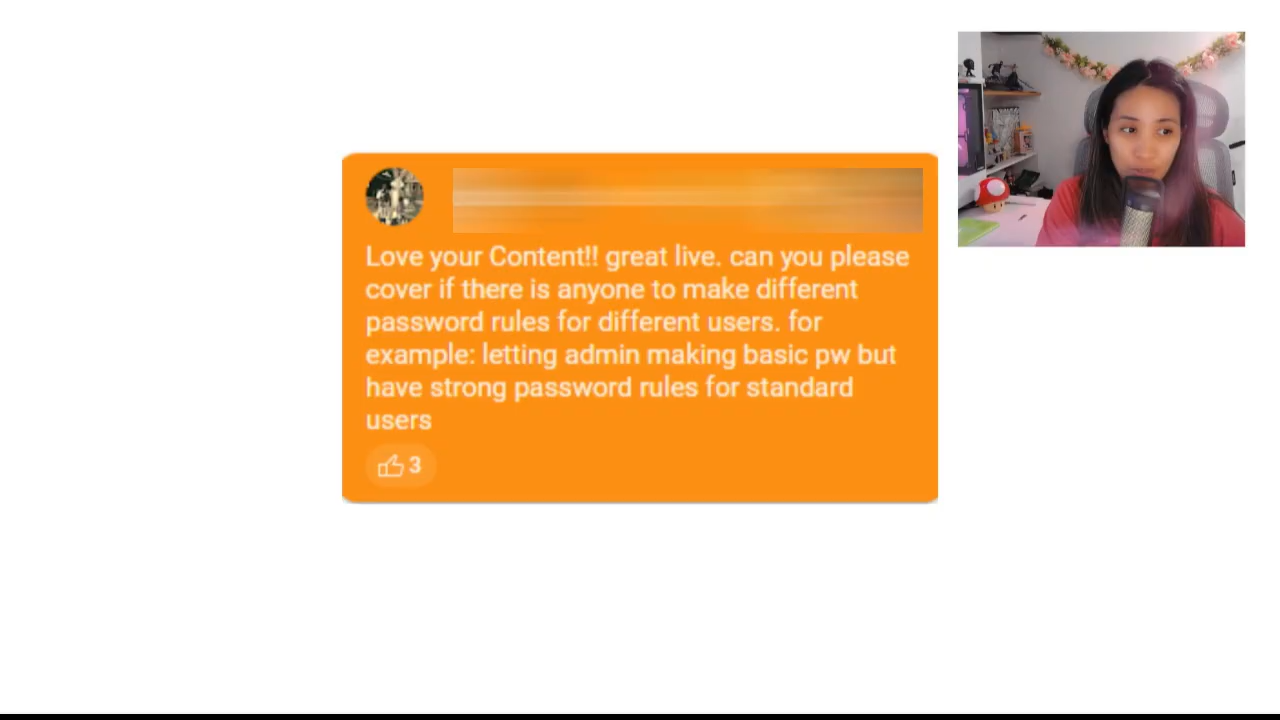 Love your Content!! great live. can you please
cover if there is anyone to make different
password rules for different users. for
example: letting admin making basic pw but
have strong password rules for standard
users
3